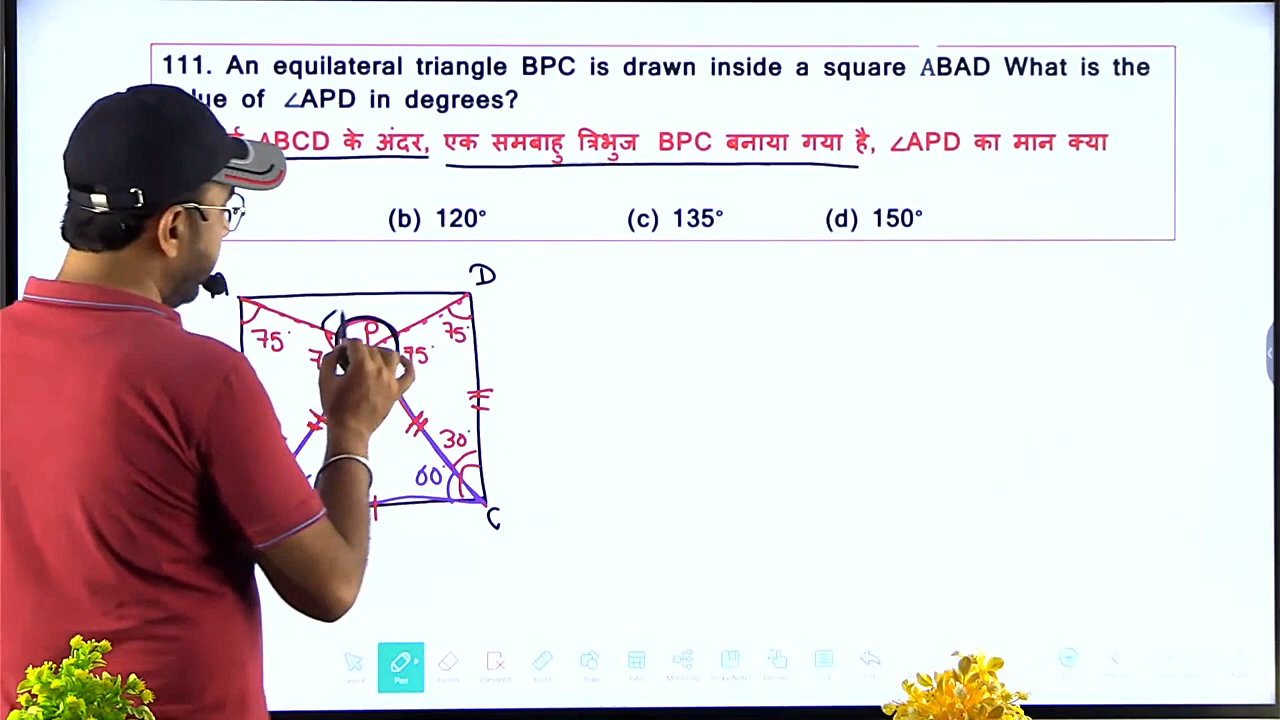 111. An equilateral triangle BPC is drawn inside a square ABAD What is the
of ∠APD in degrees?
ABCD के अंदर, एक समबाहु त्रिभुज BPC बनाया गया है, ∠APD का मान क्या
(b) 120° (c) 135° (d) 150°
D
P
75° 75°
75°
30°
60°
C
Pen